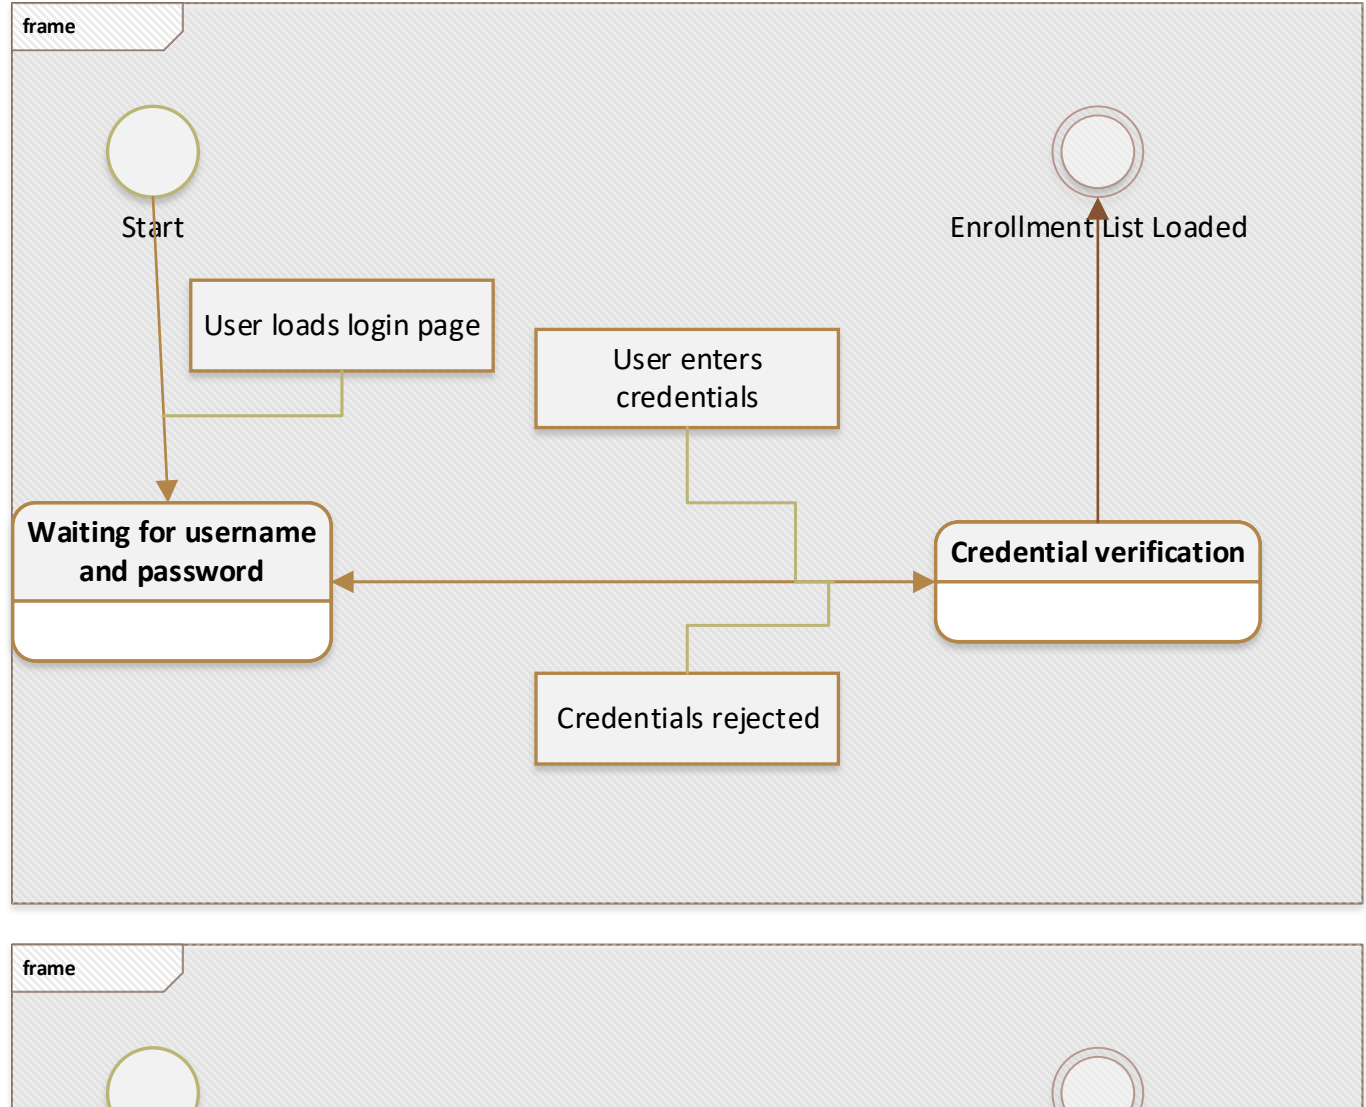 frame
Start
Enrollment List Loaded
User loads login page
User enters
credentials
Waiting for username
and password
Credential verification
Credentials rejected
frame